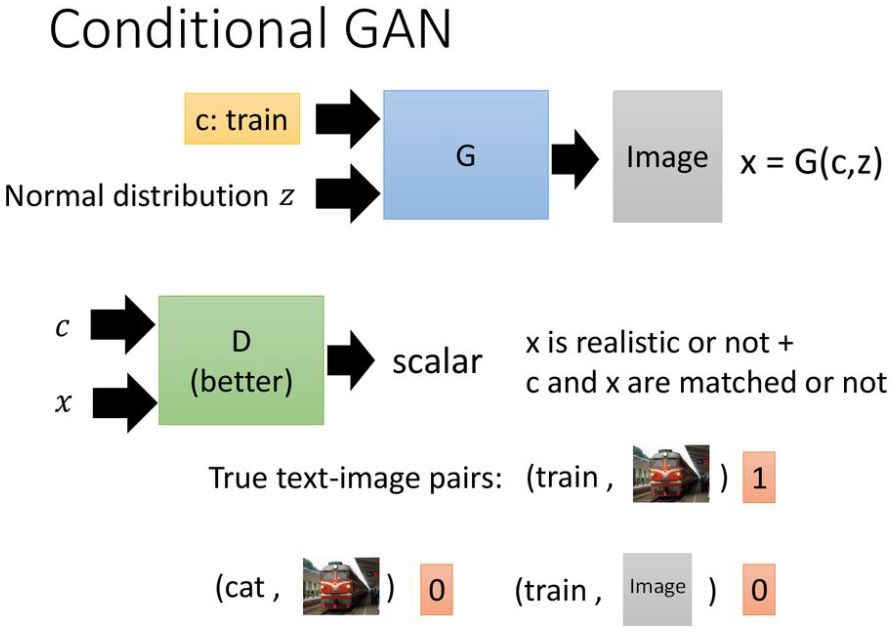 Conditional GAN
c: train
G
Image
x = G(c,z)
Normal distribution z
c
x
D
(better)
scalar
x is realistic or not +
c and x are matched or not
True text-image pairs: (train , ) 1
(cat , ) 0 (train , Image ) 0